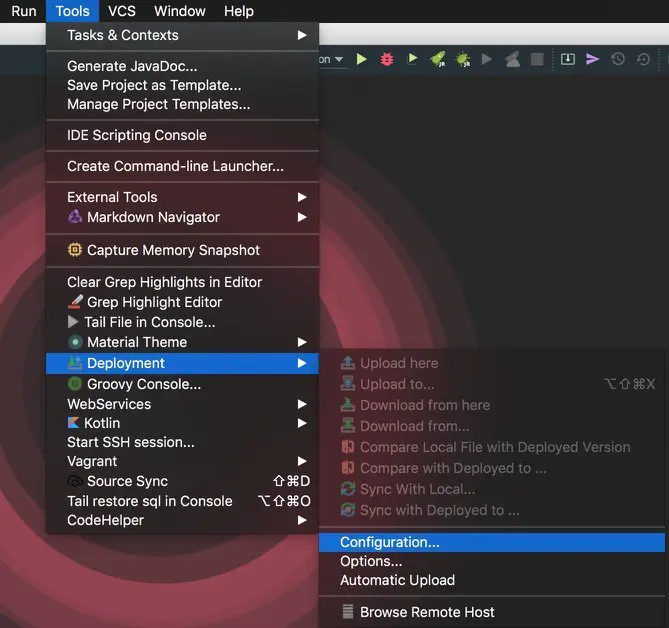 Run Tools VCS Window Help
Tasks & Contexts
on
JR JR
Generate JavaDoc...
Save Project as Template...
Manage Project Templates...
IDE Scripting Console
Create Command-line Launcher...
External Tools
Markdown Navigator
Capture Memory Snapshot
Clear Grep Highlights in Editor
Grep Highlight Editor
Tail File in Console...
Material Theme
Deployment
Groovy Console...
WebServices
Kotlin
Start SSH session...
Vagrant
Source Sync ⇧⌘D
Tail restore sql in Console ⌥⇧⌘O
CodeHelper
Upload here
Upload to... ⌥⇧⌘X
Download from here
Download from...
Compare Local File with Deployed Version
Compare with Deployed to ...
Sync With Local...
Sync with Deployed to ...
Configuration...
Options...
Automatic Upload
Browse Remote Host